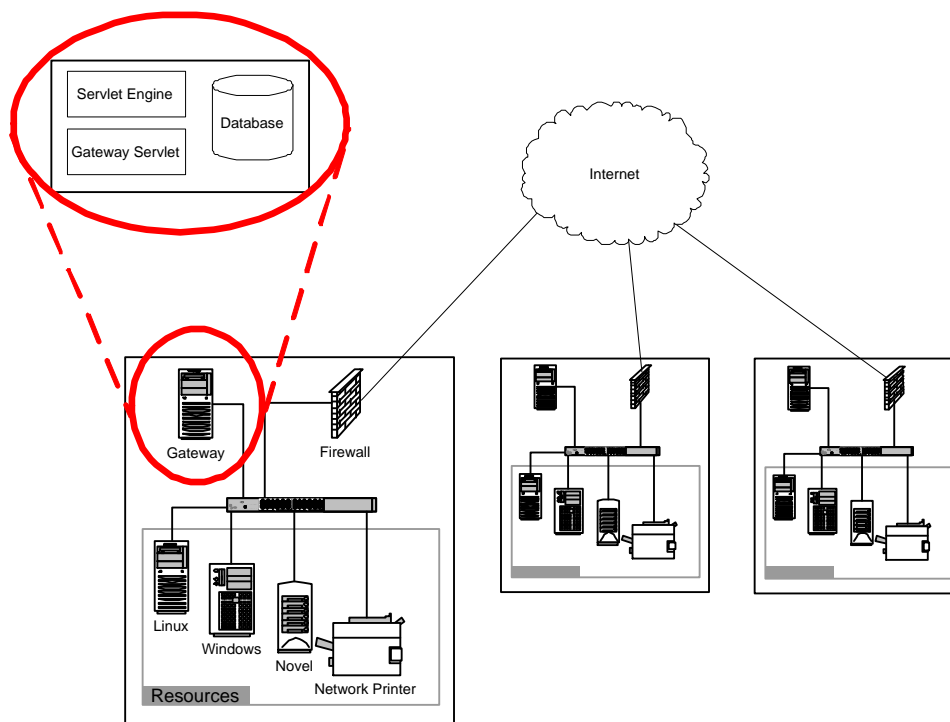 Servlet Engine
Database
Gateway Servlet
Internet
Gateway
Firewall
Linux
Windows
Novel
Network Printer
Resources